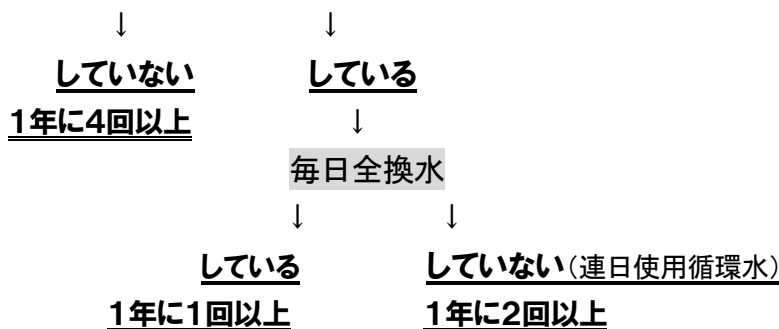 ↓ ↓
していない している
1年に4回以上 ↓
毎日全換水
↓ ↓
している していない（連日使用循環水）
1年に1回以上 1年に2回以上